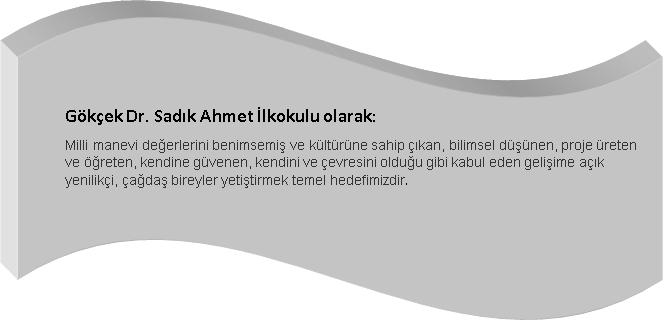 Gökçek Dr. Sadık Ahmet İlkokulu olarak:
Milli manevi değerlerini benimsemiş ve kültürüne sahip çıkan, bilimsel düşünen, proje üreten
ve öğreten, kendine güvenen, kendini ve çevresini olduğu gibi kabul eden gelişime açık
yenilikçi, çağdaş bireyler yetiştirmek temel hedefimizdir.